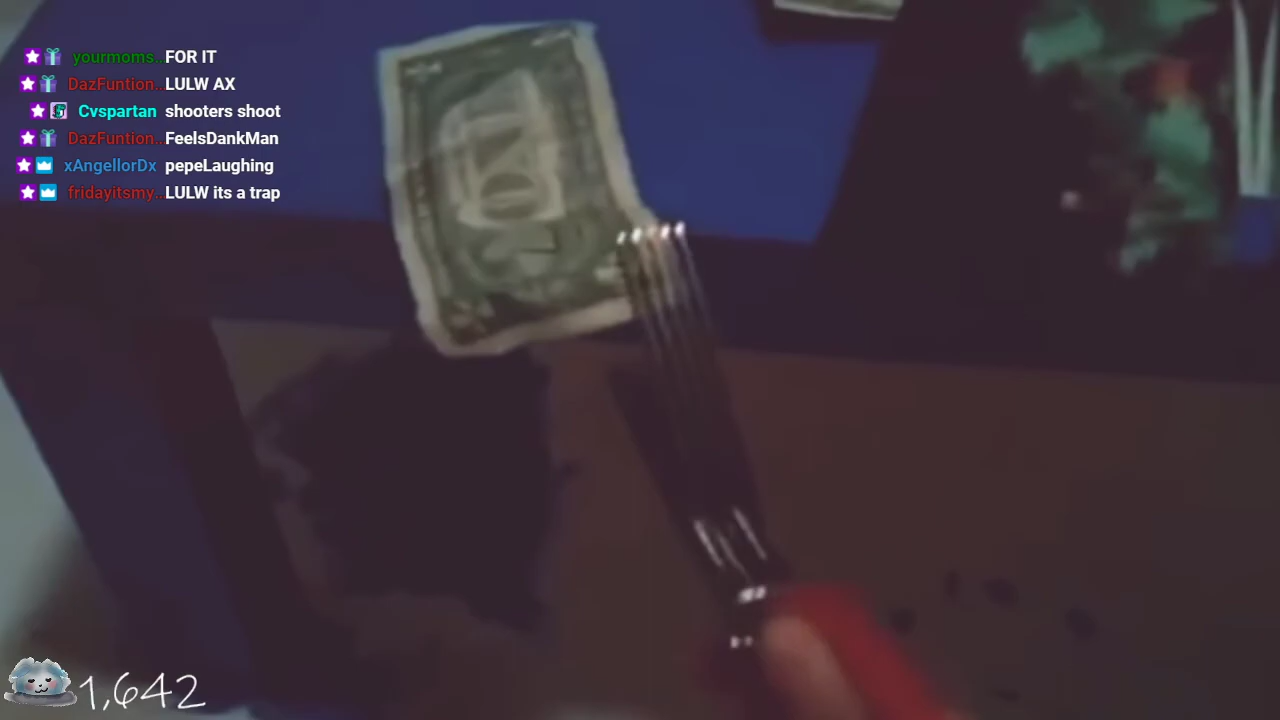 yourmoms..FOR IT
DazFuntion..LULW AX
Cvspartan shooters shoot
DazFuntion..FeelsDankMan
xAngellorDx pepeLaughing
fridayitsmy..LULW its a trap
ONE
1,642